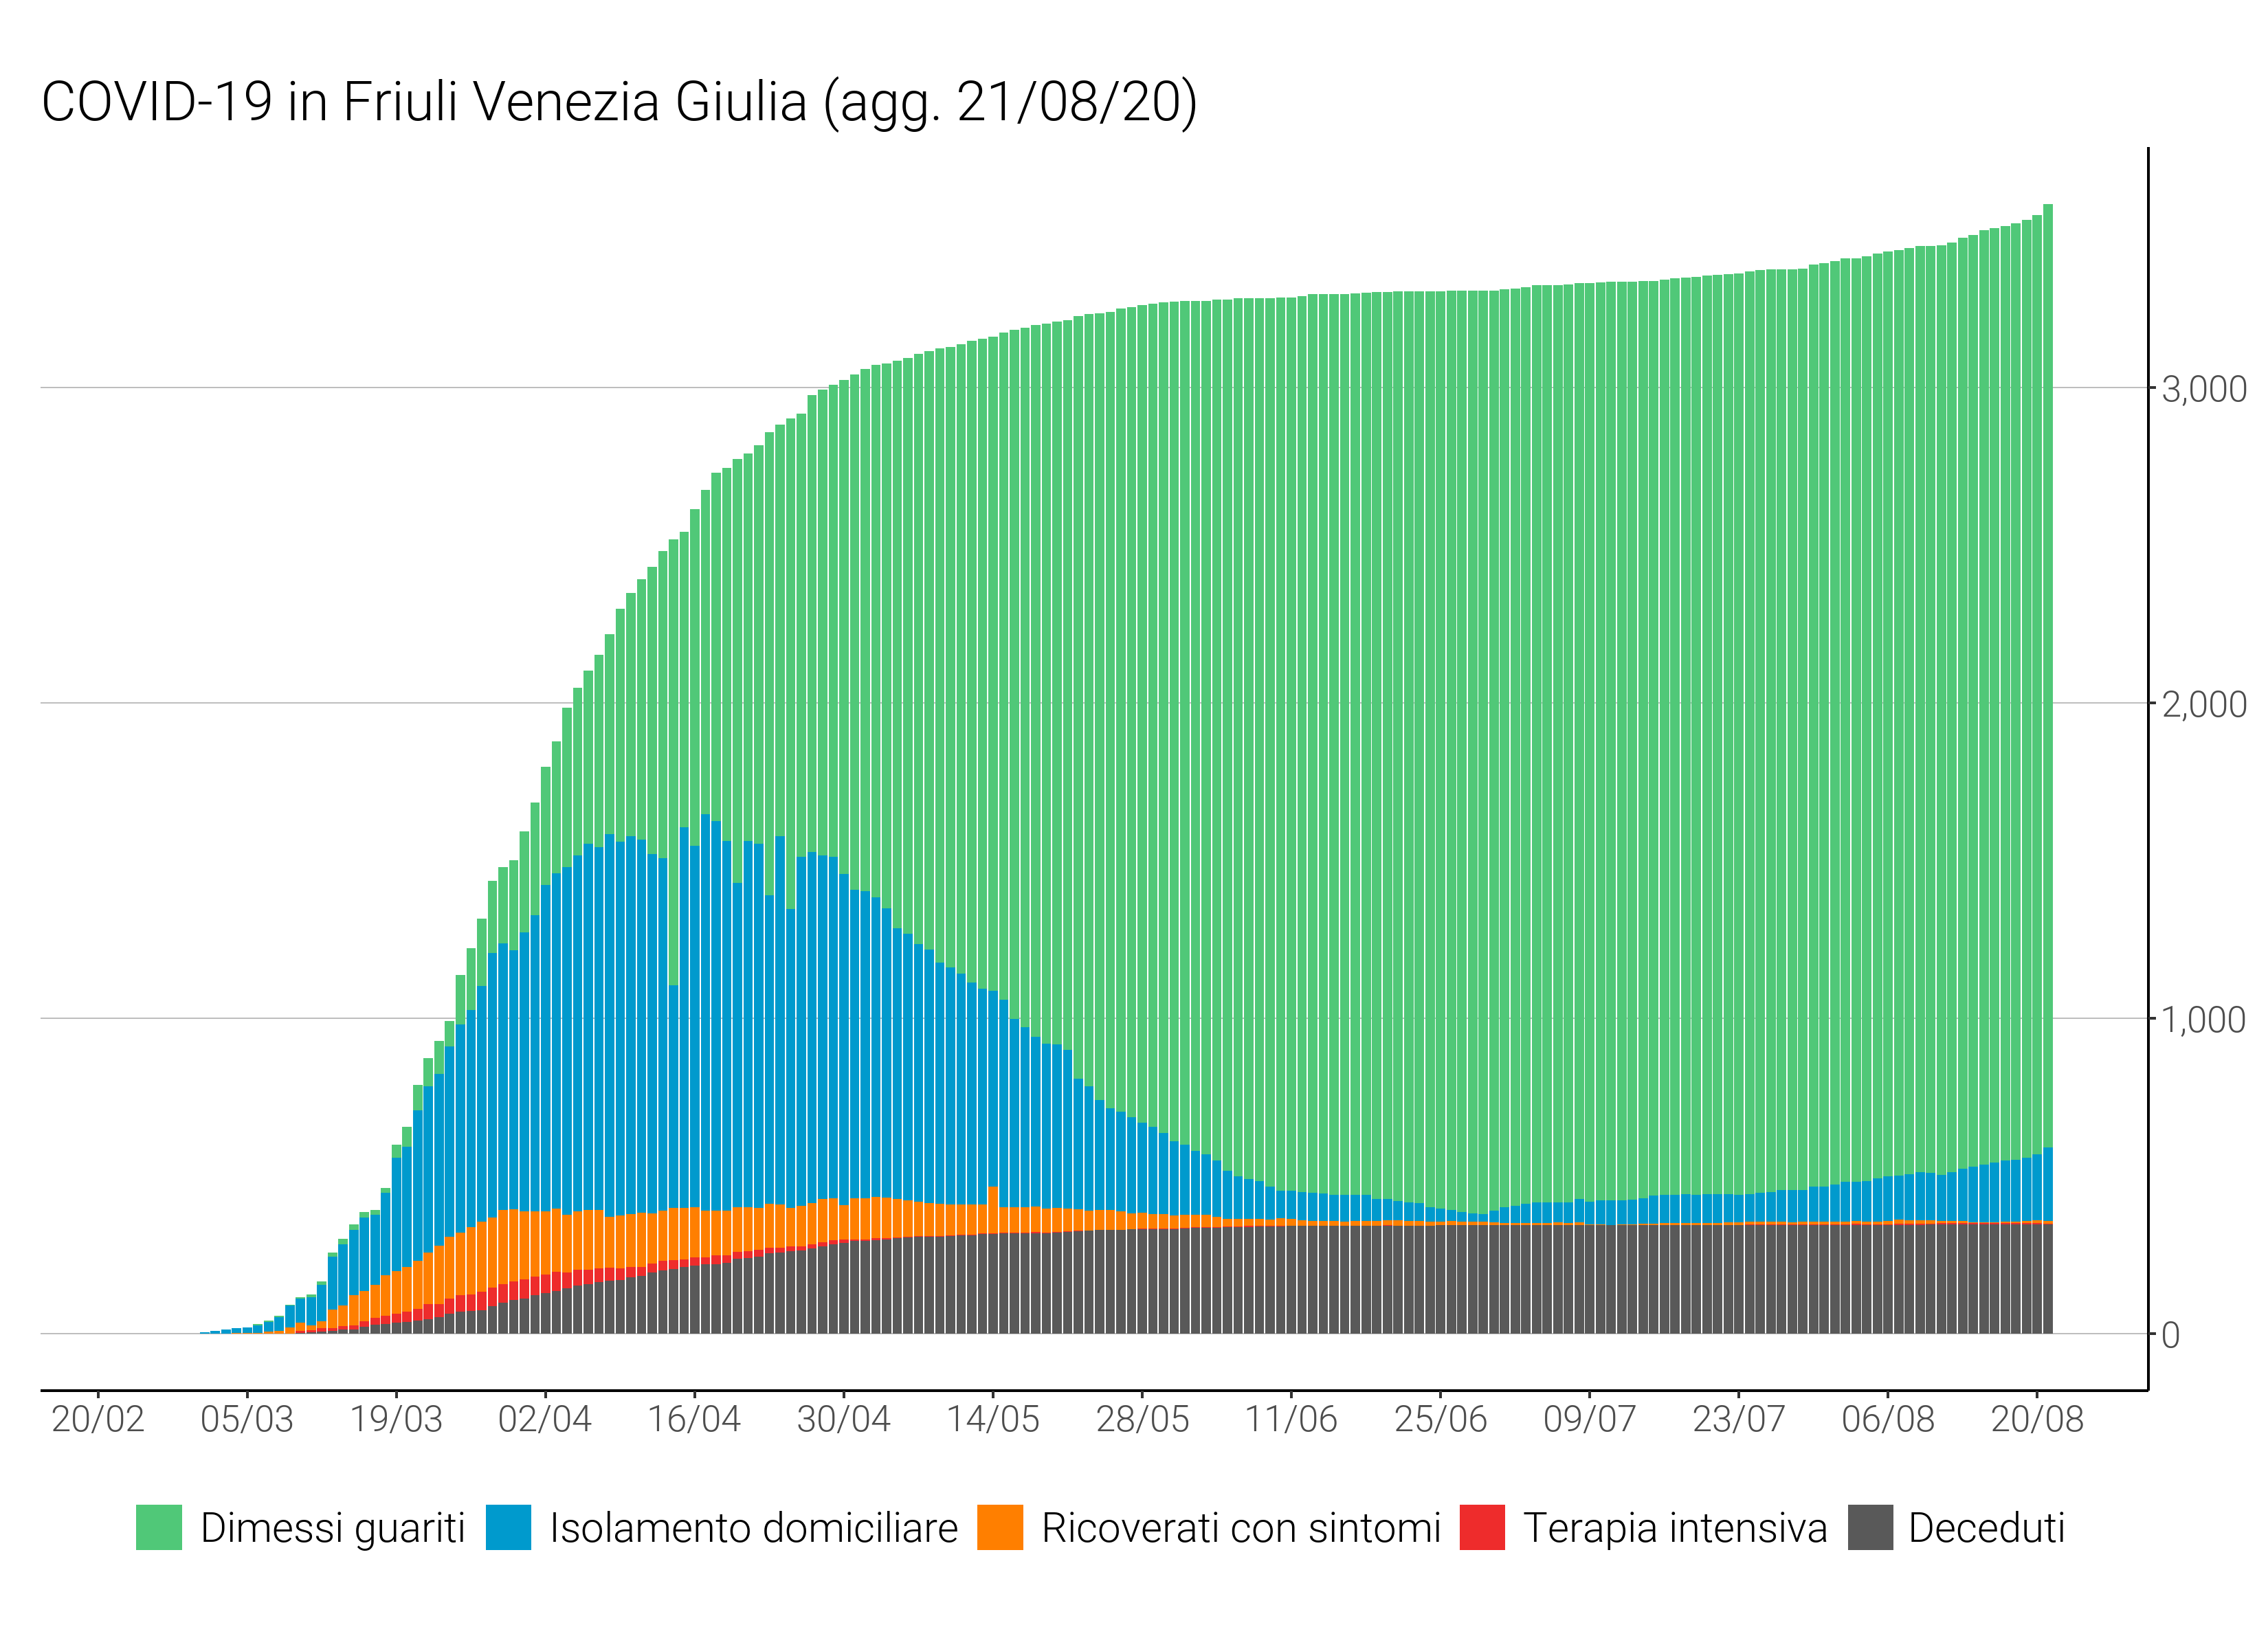 COVID-19 in Friuli Venezia Giulia (agg. 21/08/20)
3,000
2,000
1,000
0
20/02 05/03 19/03 02/04 16/04 30/04 14/05 28/05 11/06 25/06 09/07 23/07 06/08 20/08
Dimessi guariti Isolamento domiciliare Ricoverati con sintomi Terapia intensiva Deceduti